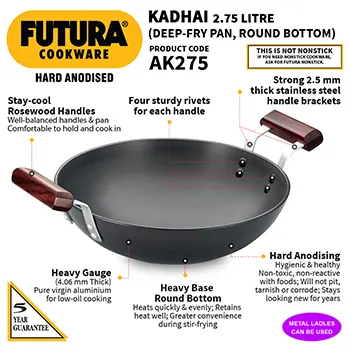 FUTURA®
COOKWARE
HARD ANODISED
KADHAI 2.75 LITRE
(DEEP-FRY PAN, ROUND BOTTOM)
PRODUCT CODE
AK275
THIS IS NOT NONSTICK
IF YOU NEED NONSTICK COOKWARE,
ASK FOR FUTURA NONSTICK.
Stay-cool
Rosewood Handles
Well-balanced handles & pan
Comfortable to hold and cook in
Four sturdy rivets
for each handle
Strong 2.5 mm
thick stainless steel
handle brackets
Heavy Gauge
(4.06 mm Thick)
Pure virgin aluminium
for low-oil cooking
Heavy Base
Round Bottom
Heats quickly & evenly; Retains
heat well; Greater convenience
during stir-frying
Hard Anodising
Hygienic & healthy
Non-toxic, non-reactive
with foods; Will not pit,
tarnish or corrode; Stays
looking new for years
5
YEAR
GUARANTEE
METAL LADLES
CAN BE USED